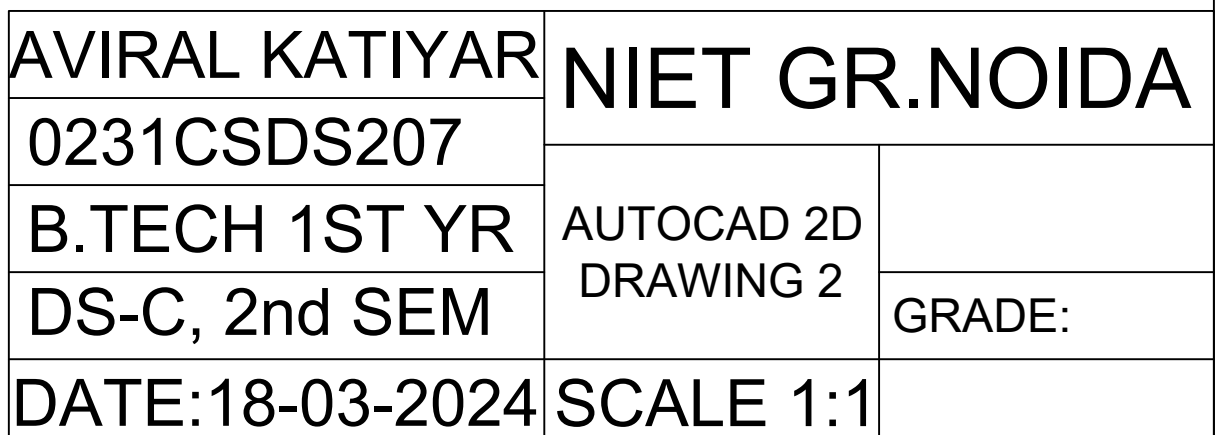 AVIRAL KATIYAR
0231CSDS207
B.TECH 1ST YR
DS-C, 2nd SEM
DATE:18-03-2024
NIET GR.NOIDA
AUTOCAD 2D
DRAWING 2
SCALE 1:1
GRADE: